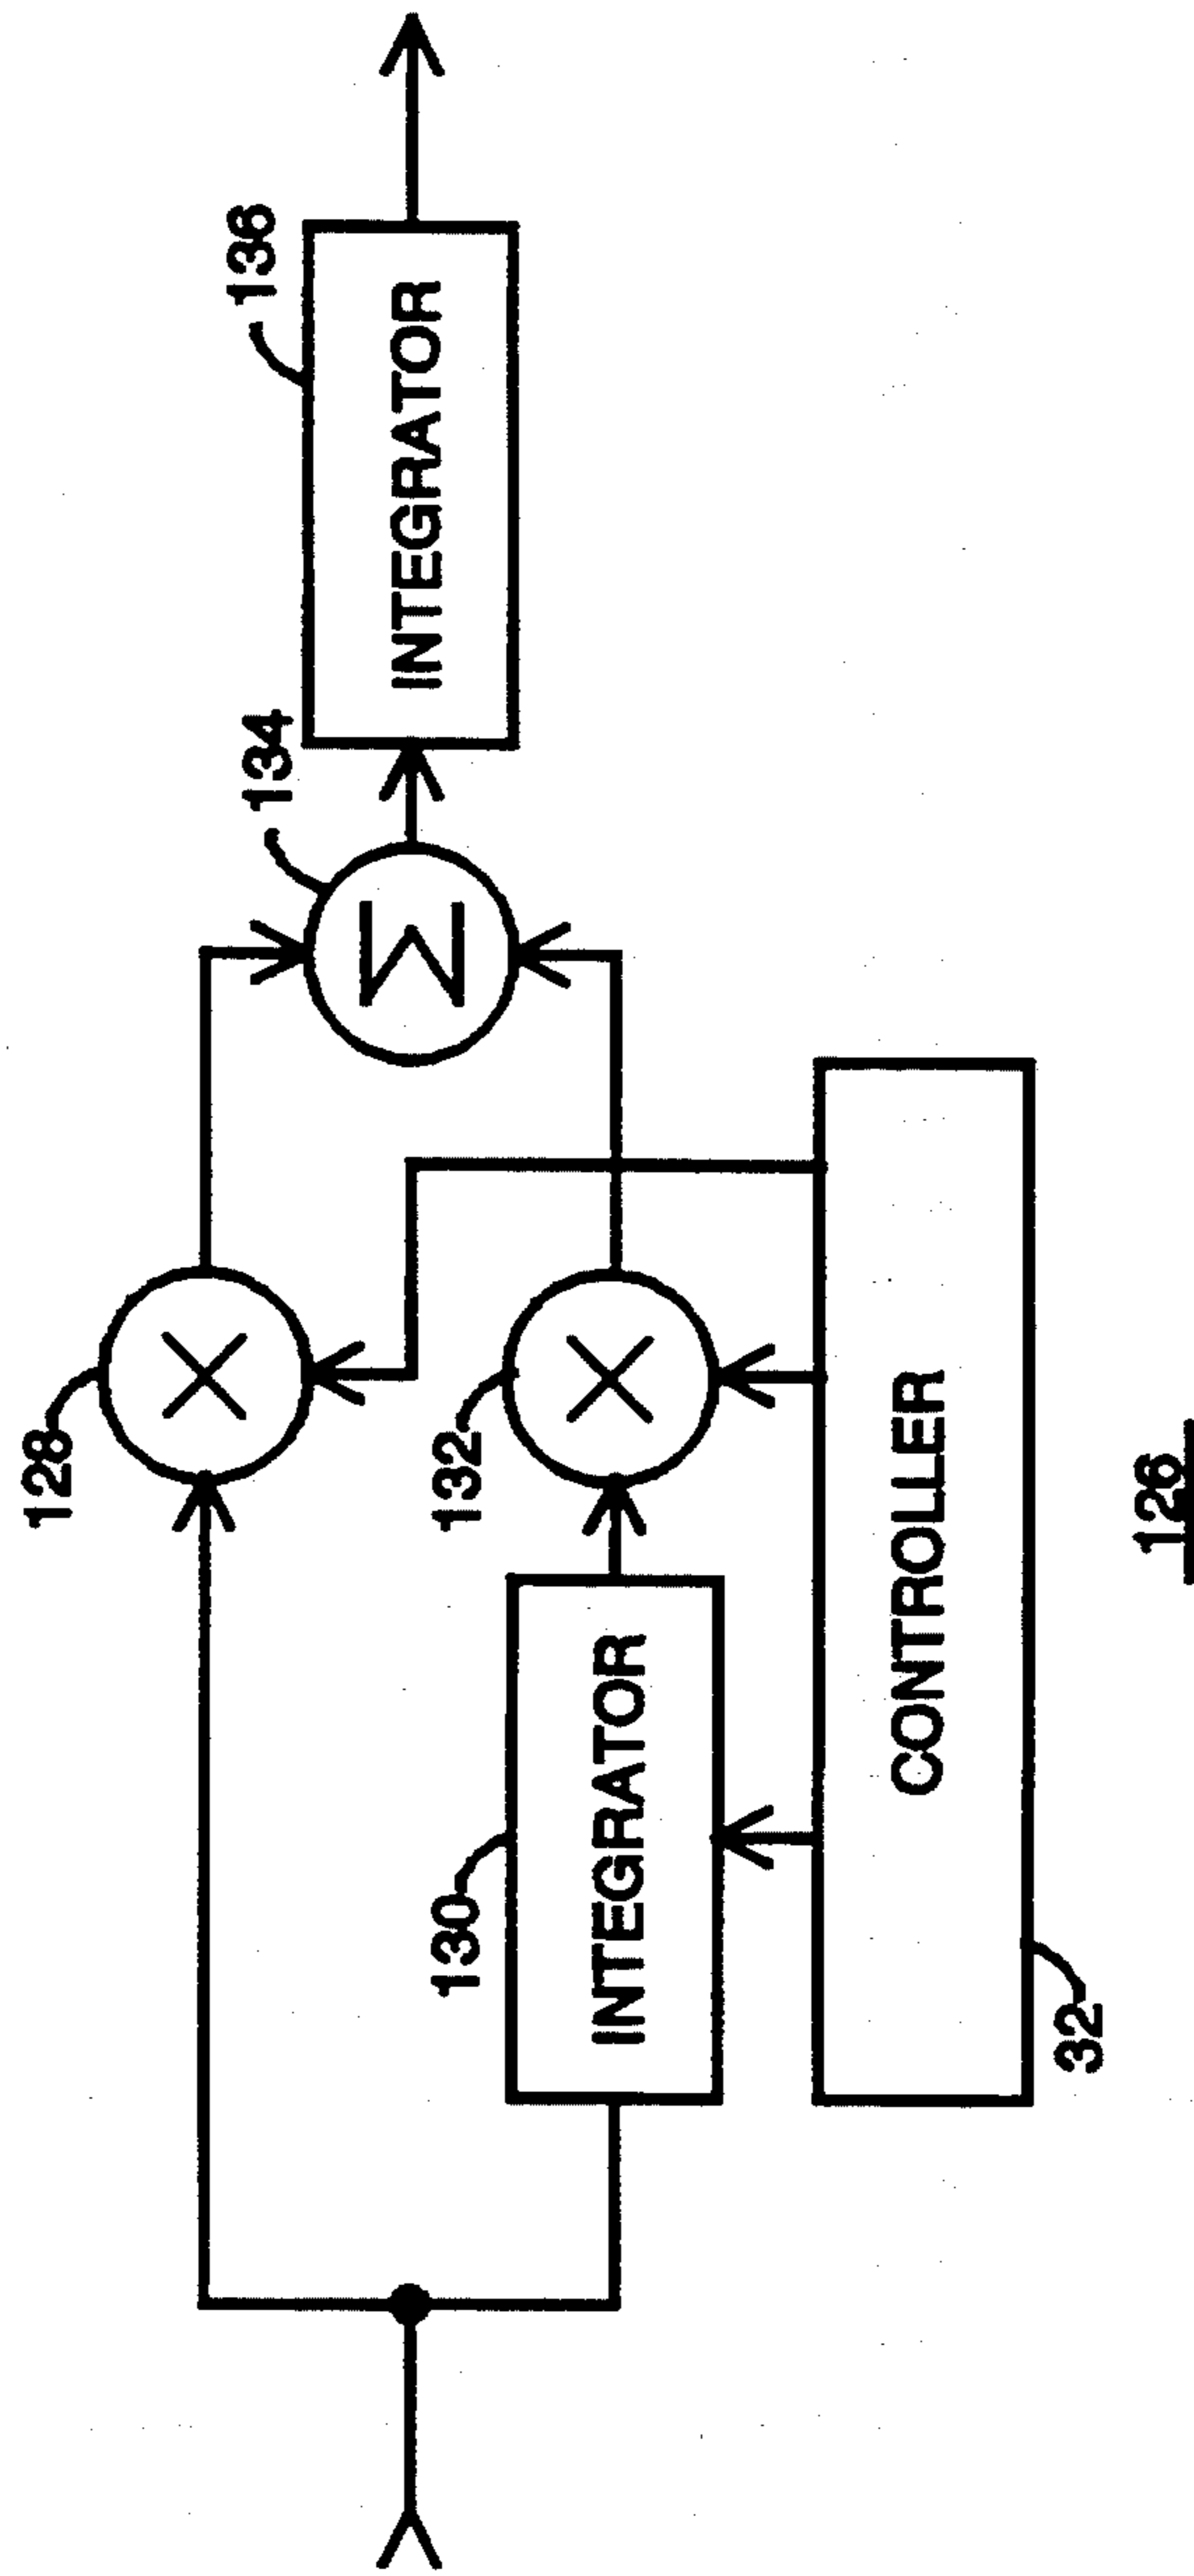 128
134
136
INTEGRATOR
132
130
INTEGRATOR
Σ
CONTROLLER
32
126